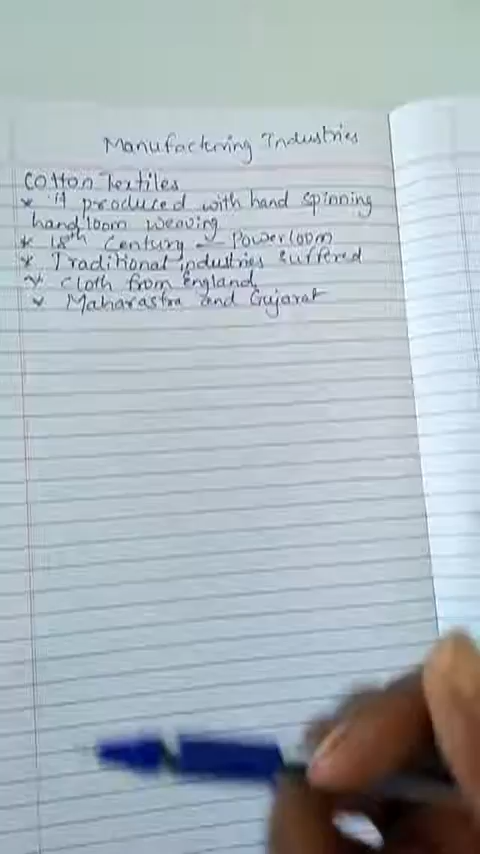 Manufacturing Industries
Cotton Textiles
* it produced with hand spinning
handloom weaving
* 18th Century - Powerloom
* Traditional industries suffered
* Cloth from England
* Maharastra and Gujarat